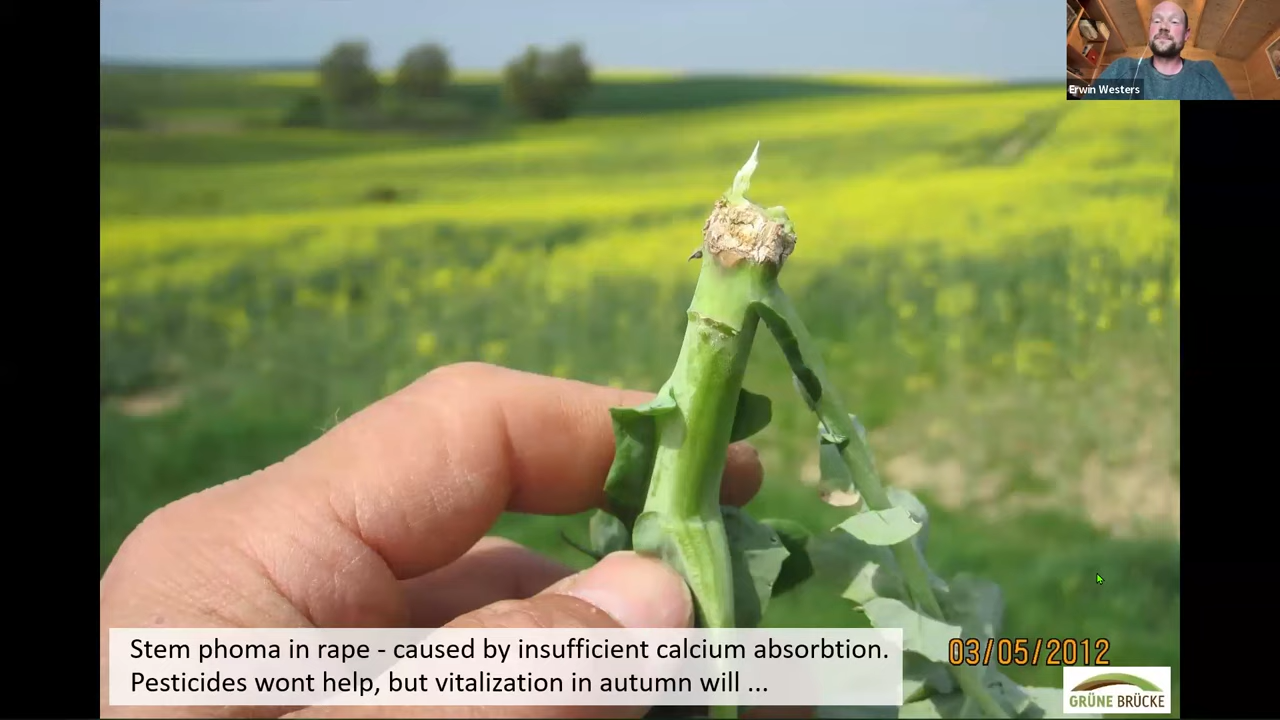 Erwin Westers
Stem phoma in rape - caused by insufficient calcium absorbtion.
Pesticides wont help, but vitalization in autumn will ...
03/05/2012
GRÜNE BRÜCKE